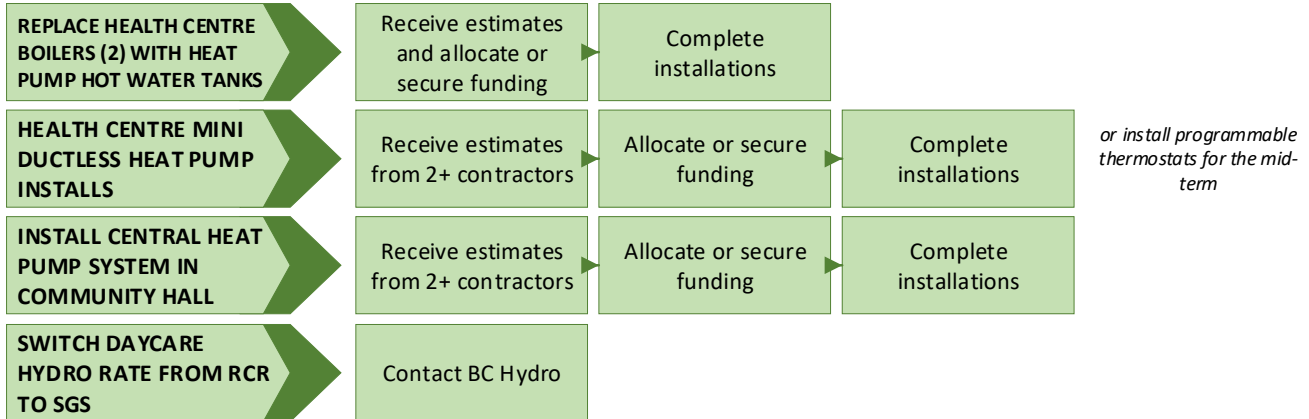 REPLACE HEALTH CENTRE
BOILERS (2) WITH HEAT
PUMP HOT WATER TANKS
Receive estimates
and allocate or
secure funding
Complete
installations
HEALTH CENTRE MINI
DUCTLESS HEAT PUMP
INSTALLS
Receive estimates
from 2+ contractors
Allocate or secure
funding
Complete
installations
or install programmable
thermostats for the mid-
term
INSTALL CENTRAL HEAT
PUMP SYSTEM IN
COMMUNITY HALL
Receive estimates
from 2+ contractors
Allocate or secure
funding
Complete
installations
SWITCH DAYCARE
HYDRO RATE FROM RCR
TO SGS
Contact BC Hydro